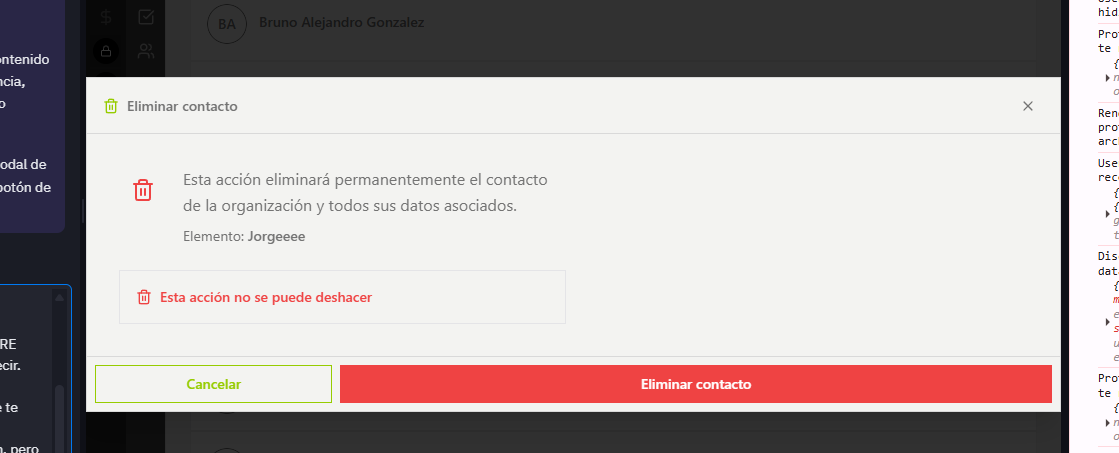 BA
Bruno Alejandro Gonzalez
ontenido
ncia,
o
odal de
botón de
RE
cir.
e te
n, pero
Eliminar contacto
Esta acción eliminará permanentemente el contacto
de la organización y todos sus datos asociados.
Elemento: Jorgeeee
Esta acción no se puede deshacer
Cancelar
Eliminar contacto
hid
Pro
te
{
n
o
Ren
pro
arc
Use
rec
{
{
g
t
Dis
dat
{
m
e
s
u
e
Pro
te
{
n
o